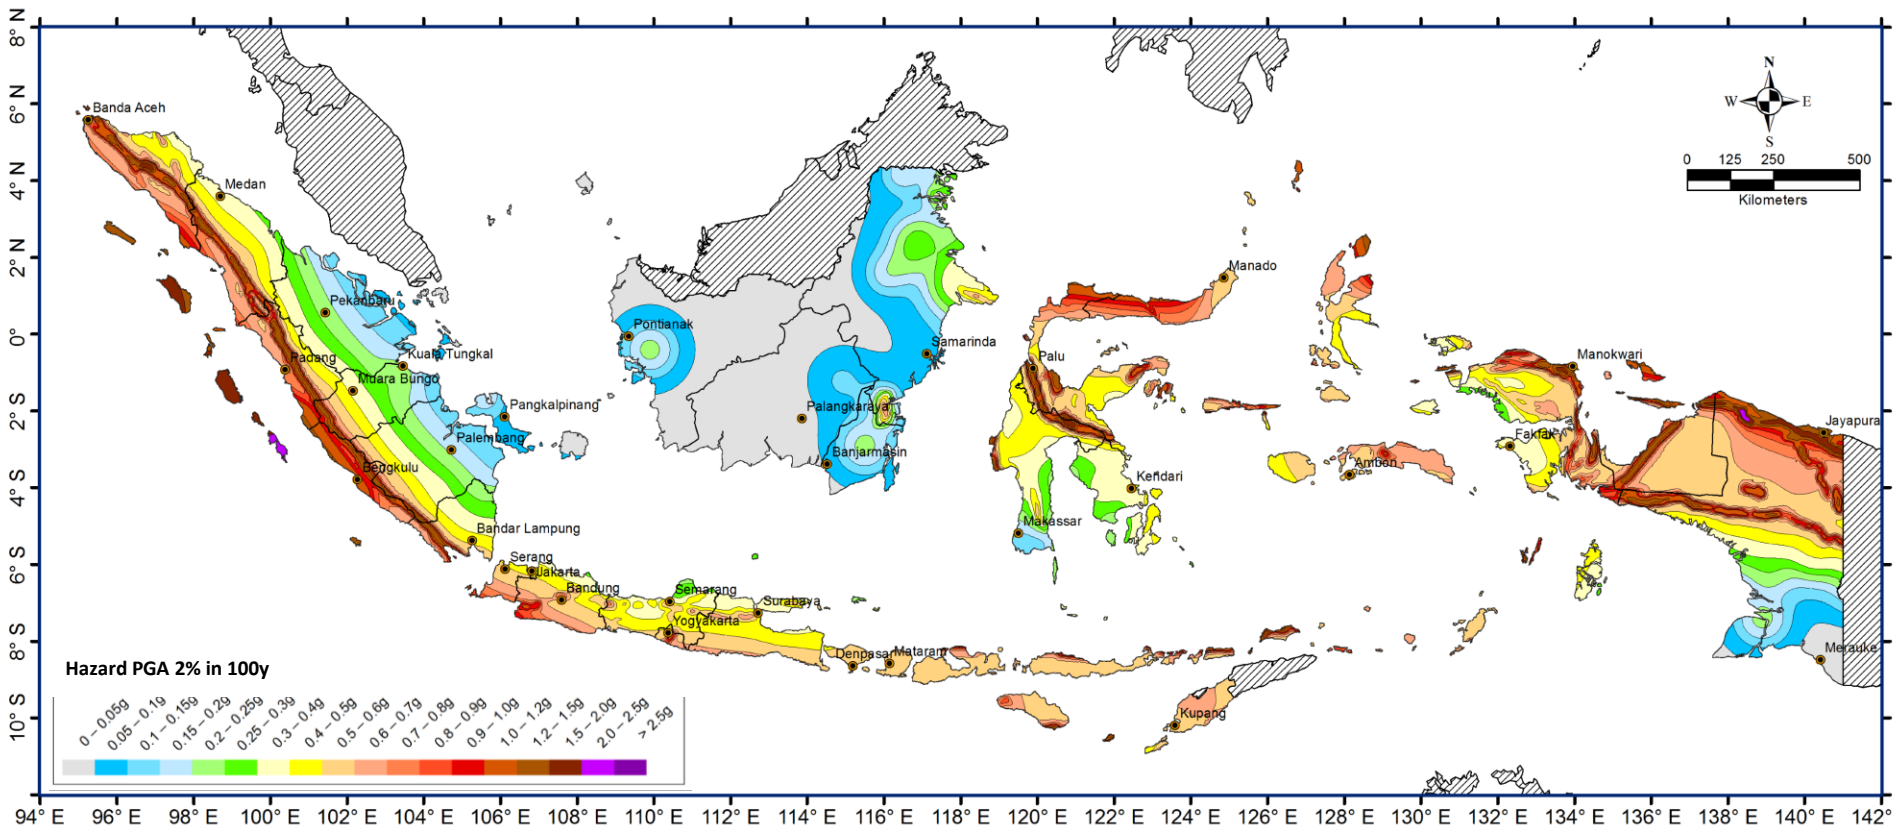 8° N
6° N
4° N
2° N
0°
2° S
4° S
6° S
8° S
10° S
N
W
E
S
0 125 250 500
Kilometers
Banda Aceh
Medan
Pekanbaru
Padang
Kuala Tungkal
Muara Bungo
Pangkalpinang
Palembang
Bengkulu
Bandar Lampung
Serang
Jakarta
Bandung
Semarang
Surabaya
Yogyakarta
Denpasar
Mataram
Kupang
Pontianak
Samarinda
Palangkaraya
Banjarmasin
Manado
Palu
Kendari
Makassar
Ambon
Manokwari
Fakfak
Jayapura
Merauke
Hazard PGA 2% in 100y
0 – 0.05g
0.05 – 0.1g
0.1 – 0.15g
0.15 – 0.2g
0.2 – 0.25g
0.25 – 0.3g
0.3 – 0.4g
0.4 – 0.5g
0.5 – 0.6g
0.6 – 0.7g
0.7 – 0.8g
0.8 – 0.9g
0.9 – 1.0g
1.0 – 1.2g
1.2 – 1.5g
1.5 – 2.0g
2.0 – 2.5g
> 2.5g
94° E 96° E 98° E 100° E 102° E 104° E 106° E 108° E 110° E 112° E 114° E 116° E 118° E 120° E 122° E 124° E 126° E 128° E 130° E 132° E 134° E 136° E 138° E 140° E 142°